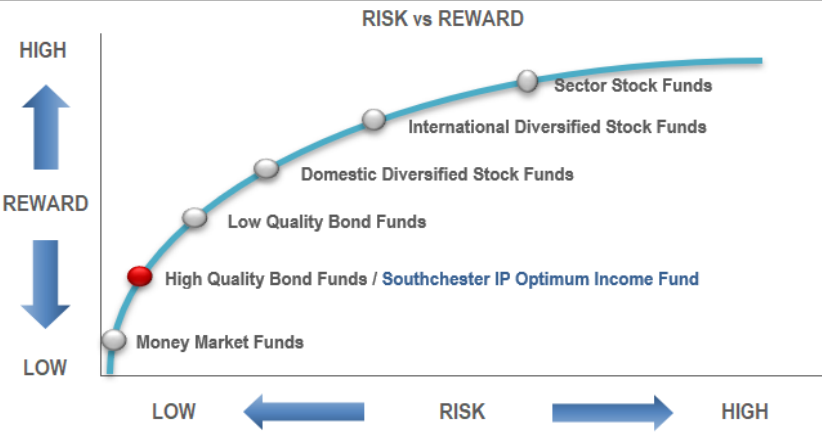 RISK vs REWARD
HIGH
Sector Stock Funds
International Diversified Stock Funds
Domestic Diversified Stock Funds
REWARD
Low Quality Bond Funds
High Quality Bond Funds / Southchester IP Optimum Income Fund
Money Market Funds
LOW
LOW RISK HIGH